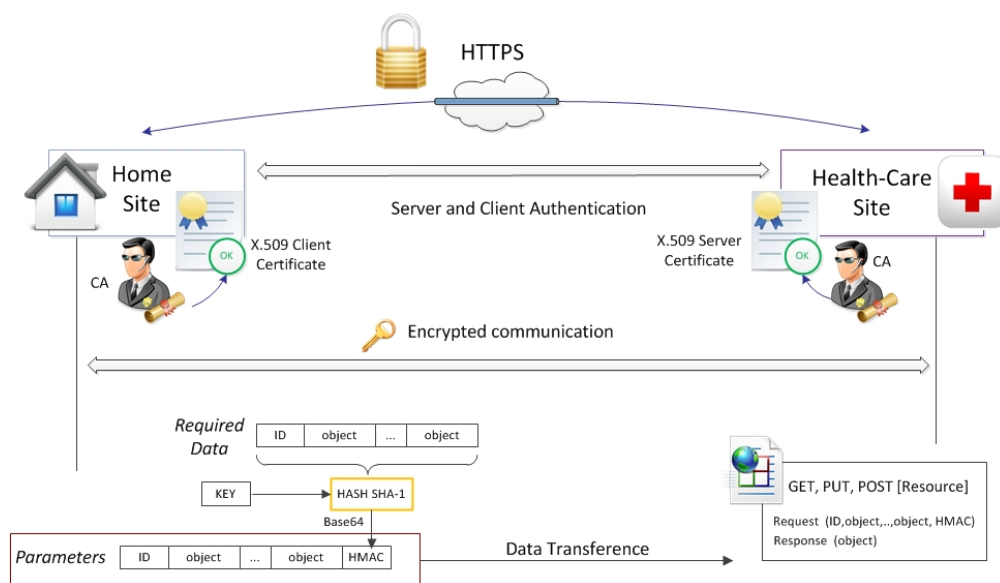 HTTPS
Home
Site
Health-Care
Site
Server and Client Authentication
OK
X.509 Client
Certificate
CA
X.509 Server
Certificate
OK
CA
Encrypted communication
Required
Data
ID object ... object
KEY
HASH SHA-1
Base64
Parameters
ID object ... object HMAC
Data Transference
GET, PUT, POST [Resource]
Request (ID,object,..,object, HMAC)
Response (object)